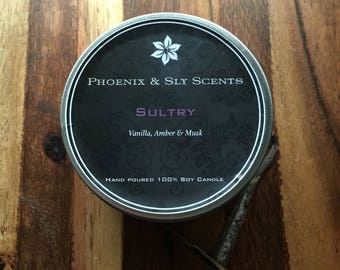 Phoenix & Sly Scents
Sultry
Vanilla, Amber & Musk
Hand poured 100% Soy Candle